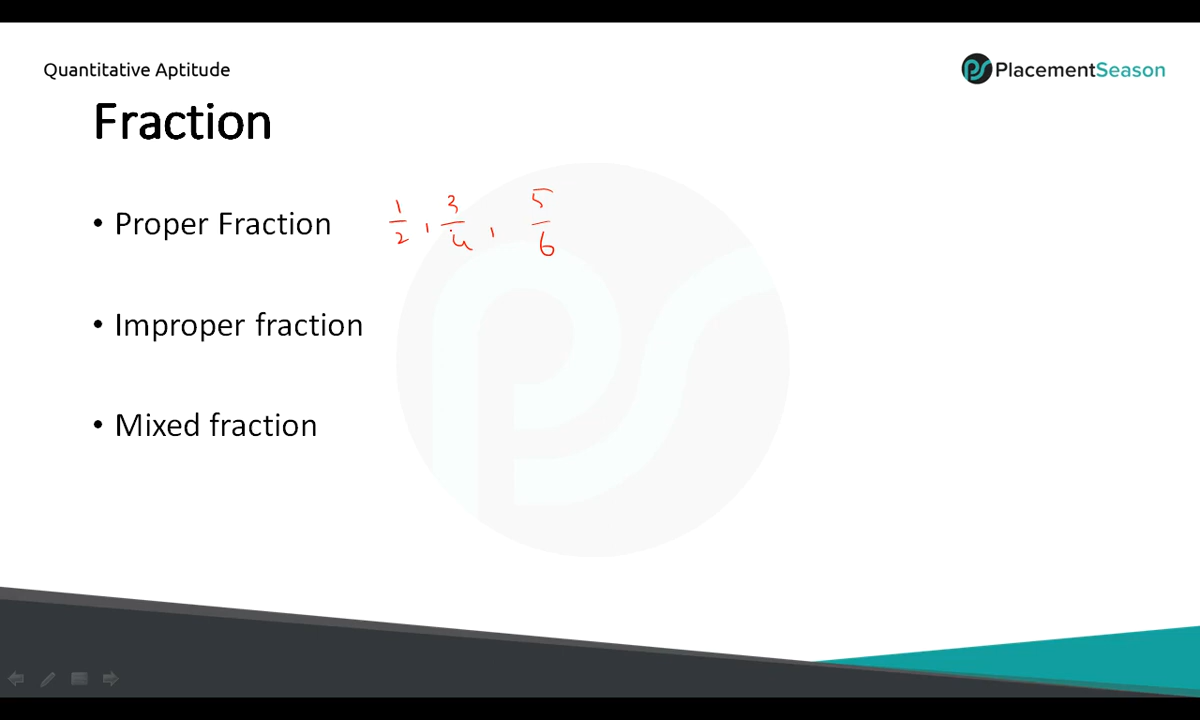 Quantitative Aptitude
PlacementSeason
Fraction
• Proper Fraction 1/2, 3/4, 5/6
• Improper fraction
• Mixed fraction